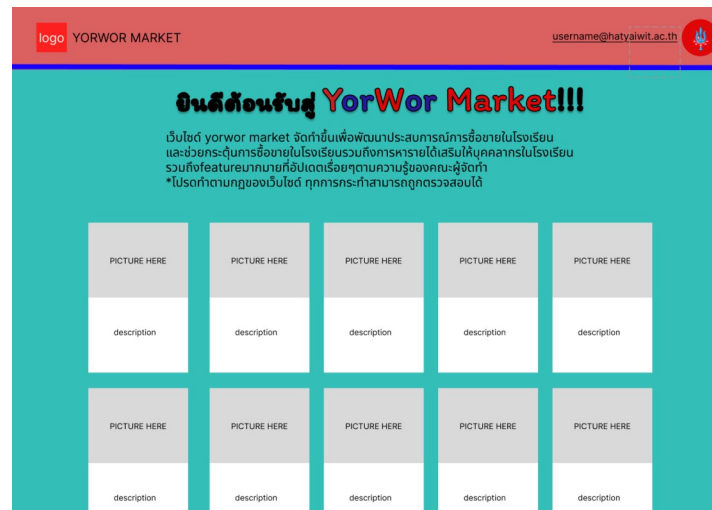 logo YORWOR MARKET username@hatyaiwit.ac.th
ยินดีต้อนรับสู่ YorWor Market!!!
เว็บไซต์ yorwor market จัดทำขึ้นเพื่อพัฒนาประสบการณ์การซื้อขายในโรงเรียน
และช่วยกระตุ้นการซื้อขายในโรงเรียนรวมถึงการหารายได้เสริมให้บุคคลากรในโรงเรียน
รวมถึงfeatureมากมายที่อัปเดตเรื่อยๆตามความรู้ของคณะผู้จัดทำ
*โปรดทำตามกฎของเว็บไซต์ ทุกการกระทำสามารถถูกตรวจสอบได้
PICTURE HERE PICTURE HERE PICTURE HERE PICTURE HERE PICTURE HERE
description description description description description
PICTURE HERE PICTURE HERE PICTURE HERE PICTURE HERE PICTURE HERE
description description description description description